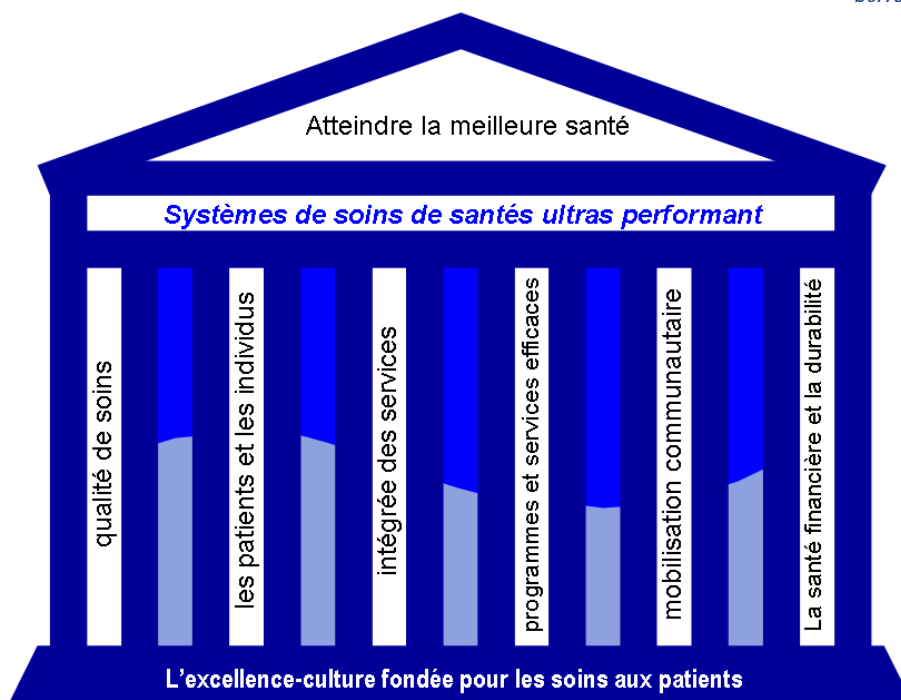 Atteindre la meilleure santé
Systèmes de soins de santés ultras performant
qualité de soins
les patients et les individus
intégrée des services
programmes et services efficaces
mobilisation communautaire
La santé financière et la durabilité
L'excellence-culture fondée pour les soins aux patients